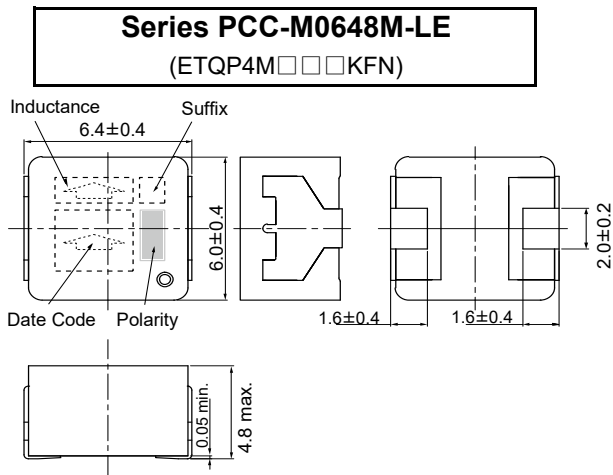 Series PCC-M0648M-LE
(ETQP4M□□□KFN)
Inductance
Suffix
6.4±0.4
6.0±0.4
2.0±0.2
Date Code
Polarity
1.6±0.4
1.6±0.4
0.05 min.
4.8 max.